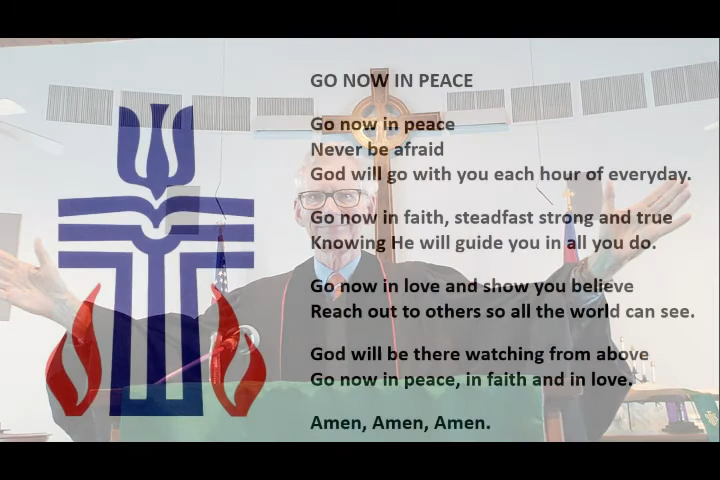 GO NOW IN PEACE
Go now in peace
Never be afraid
God will go with you each hour of everyday.
Go now in faith, steadfast strong and true
Knowing He will guide you in all you do.
Go now in love and show you believe
Reach out to others so all the world can see.
God will be there watching from above
Go now in peace, in faith and in love.
Amen, Amen, Amen.